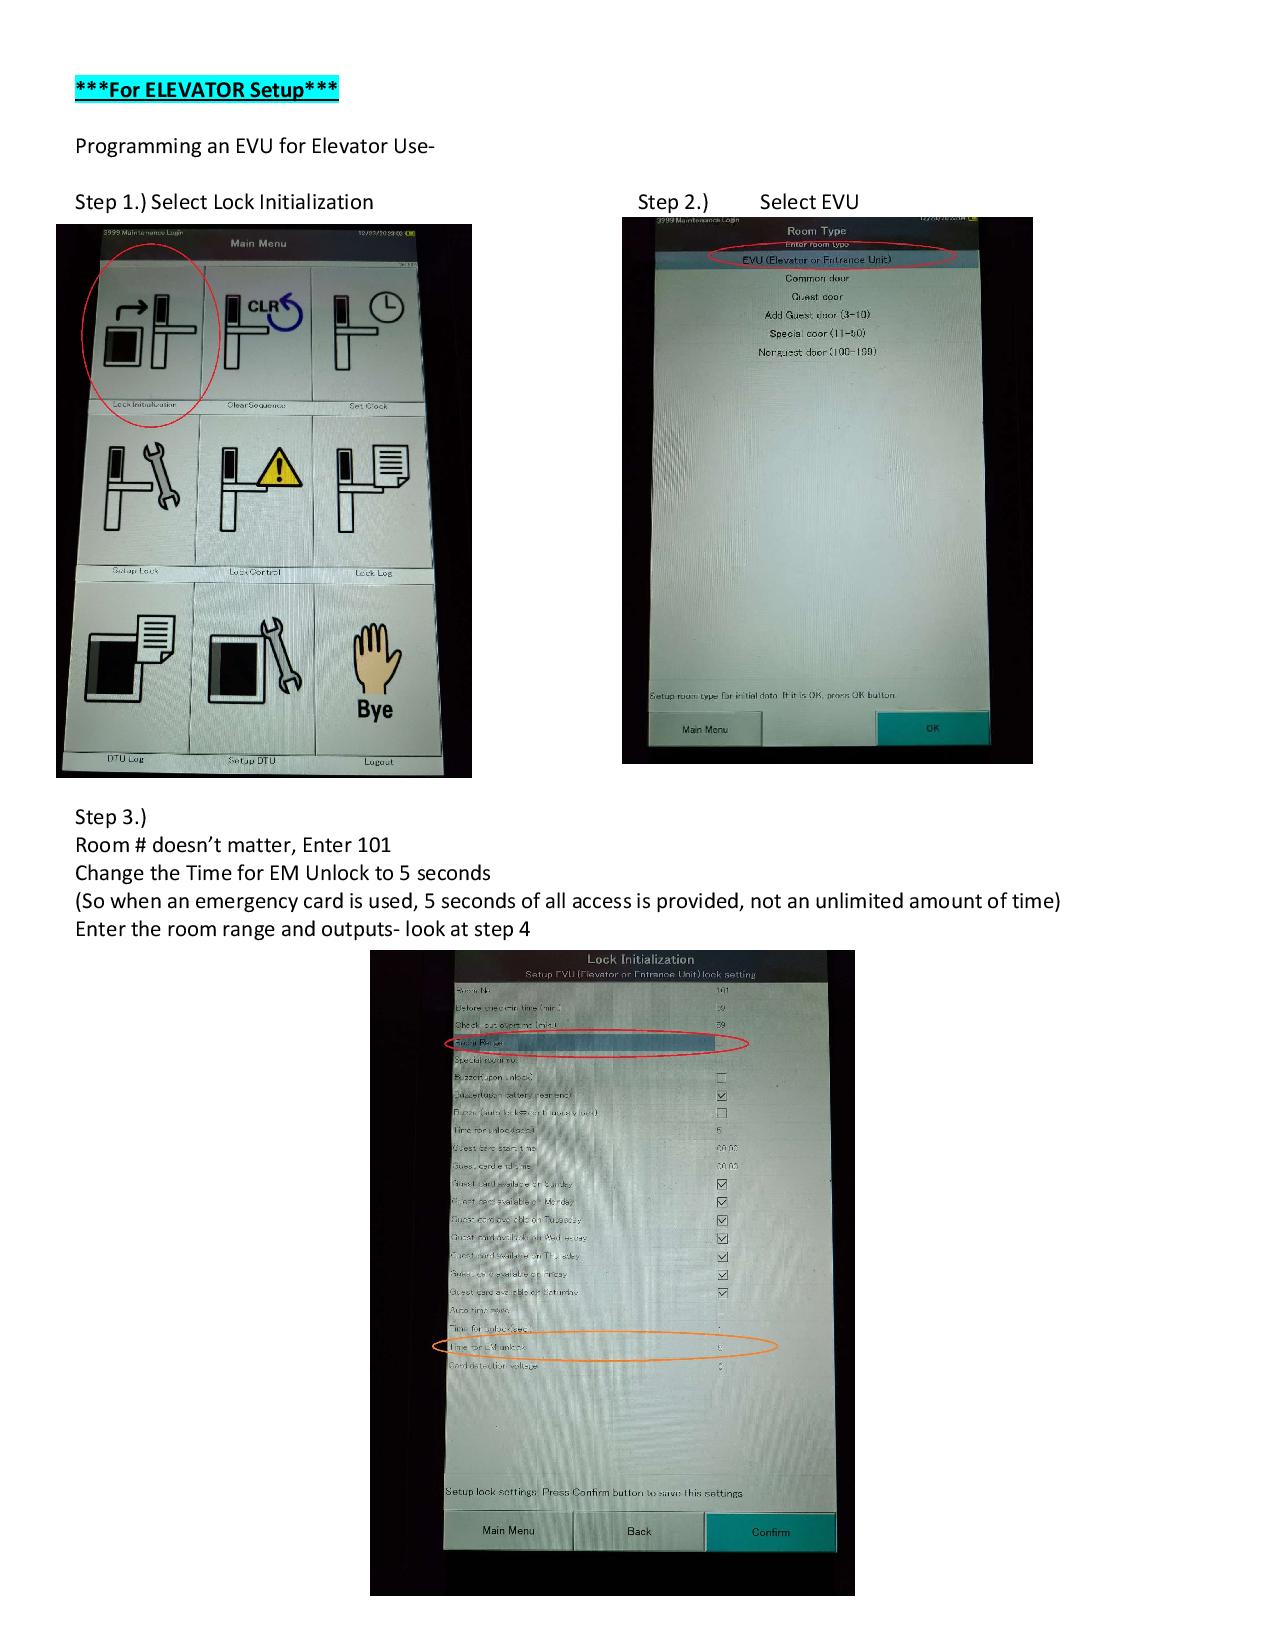 ***For ELEVATOR Setup***
Programming an EVU for Elevator Use-
Step 1.) Select Lock Initialization
Step 2.) Select EVU
3999 Maintenance Login
Main Menu
CLR
Lock Initialization
Clear Sequence
Set Clock
Setup Lock
Lock Control
Lock Log
Bye
DTU Log
Setup DTU
Logout
3999 Maintenance Login
Room Type
Enter room type
EVU (Elevator or Entrance Unit)
Common door
Guest door
Add Guest door (3-10)
Special door (11-50)
Nonguest door (100-199)
Setup room type for initial data. If it is OK, press OK button.
Main Menu
OK
Step 3.)
Room # doesn’t matter, Enter 101
Change the Time for EM Unlock to 5 seconds
(So when an emergency card is used, 5 seconds of all access is provided, not an unlimited amount of time)
Enter the room range and outputs- look at step 4
Lock Initialization
Setup EVU (Elevator or Entrance Unit) lock setting
Room No. 101
Before check-in time (min.)
Check-out overtime (min.) 59
Room Range
Special room no.
Buzzer(upon unlock)
Buzzer(upon battery near end)
Time for unlock(sec.) 5
Guest card start time 00:00
Guest card end time 00:00
Guest card available on Sunday
Guest card available on Monday
Guest card available on Tuesday
Guest card available on Wednesday
Guest card available on Thursday
Guest card available on Friday
Guest card available on Saturday
Auto time mode
Time for unlock(sec.)
Time for EM unlock
Card detection voltage
Setup lock settings. Press Confirm button to save this settings
Main Menu
Back
Confirm